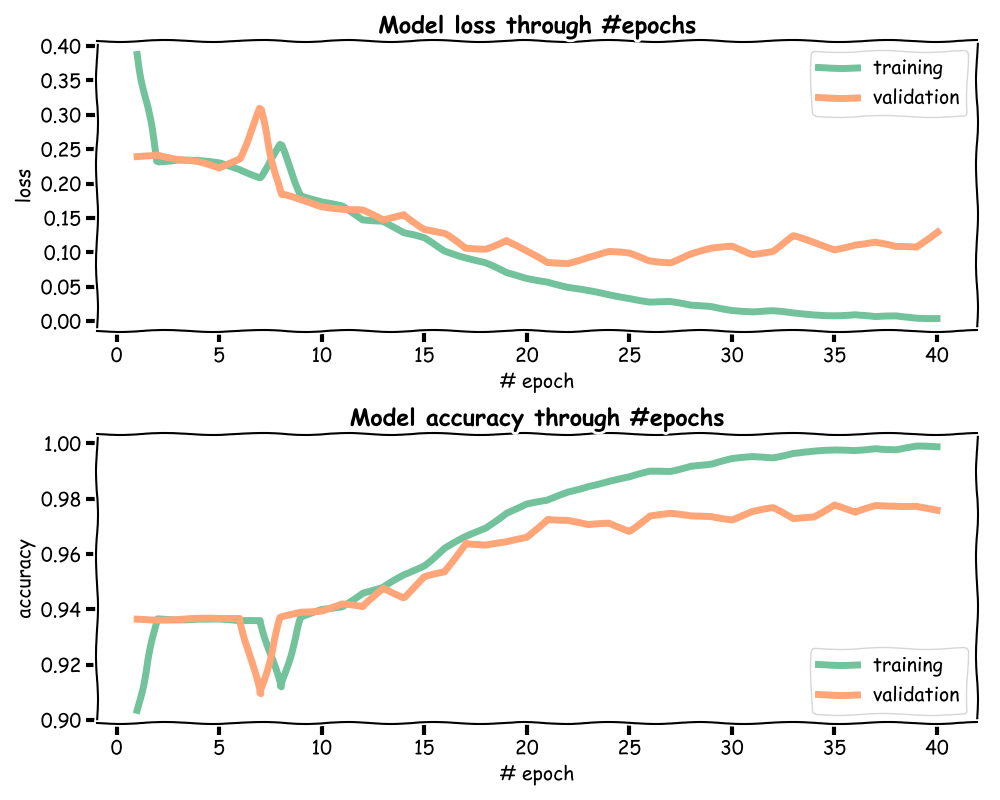 Model loss through #epochs
0.40
0.35
0.30
0.25
0.20
0.15
0.10
0.05
0.00
loss
training
validation
0 5 10 15 20 25 30 35 40
# epoch
Model accuracy through #epochs
1.00
0.98
0.96
0.94
0.92
0.90
accuracy
training
validation
0 5 10 15 20 25 30 35 40
# epoch